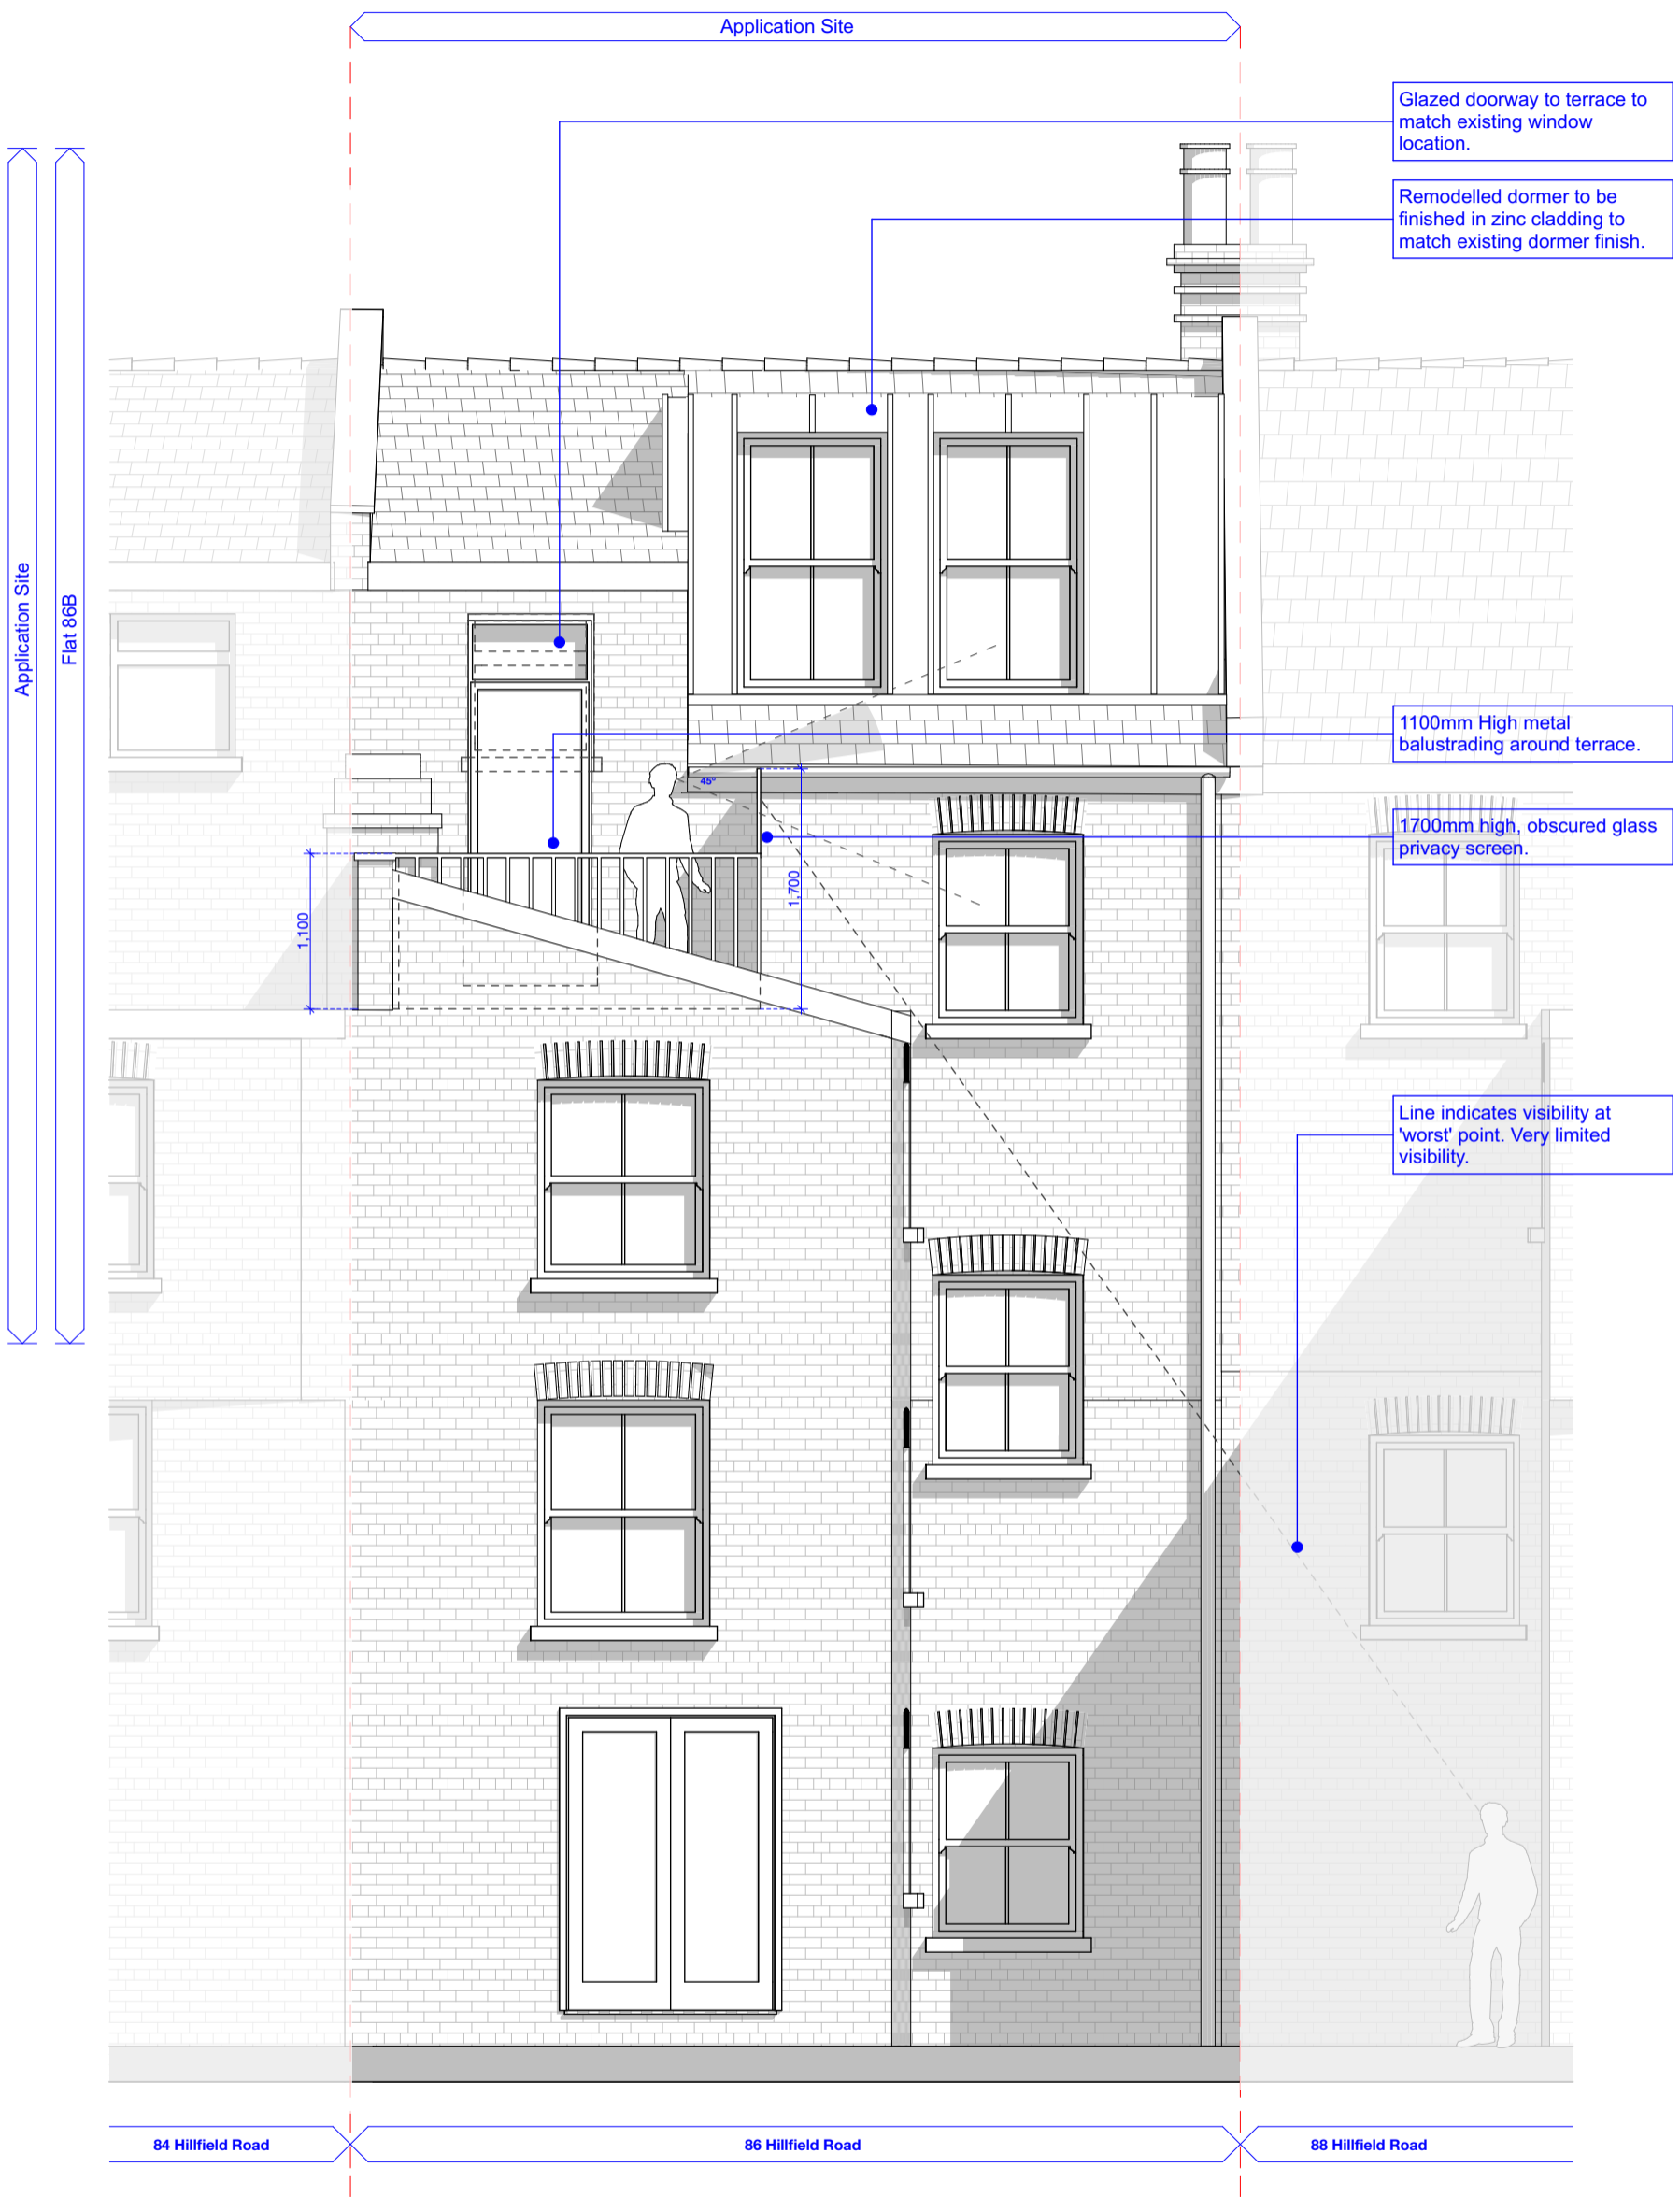 Application Site
Glazed doorway to terrace to
match existing window
location.
Remodelled dormer to be
finished in zinc cladding to
match existing dormer finish.
Application Site
Flat 86B
1100mm High metal
balustrading around terrace.
45°
1700mm high, obscured glass
privacy screen.
1,100
1,700
Line indicates visibility at
'worst' point. Very limited
visibility.
84 Hillfield Road
86 Hillfield Road
88 Hillfield Road